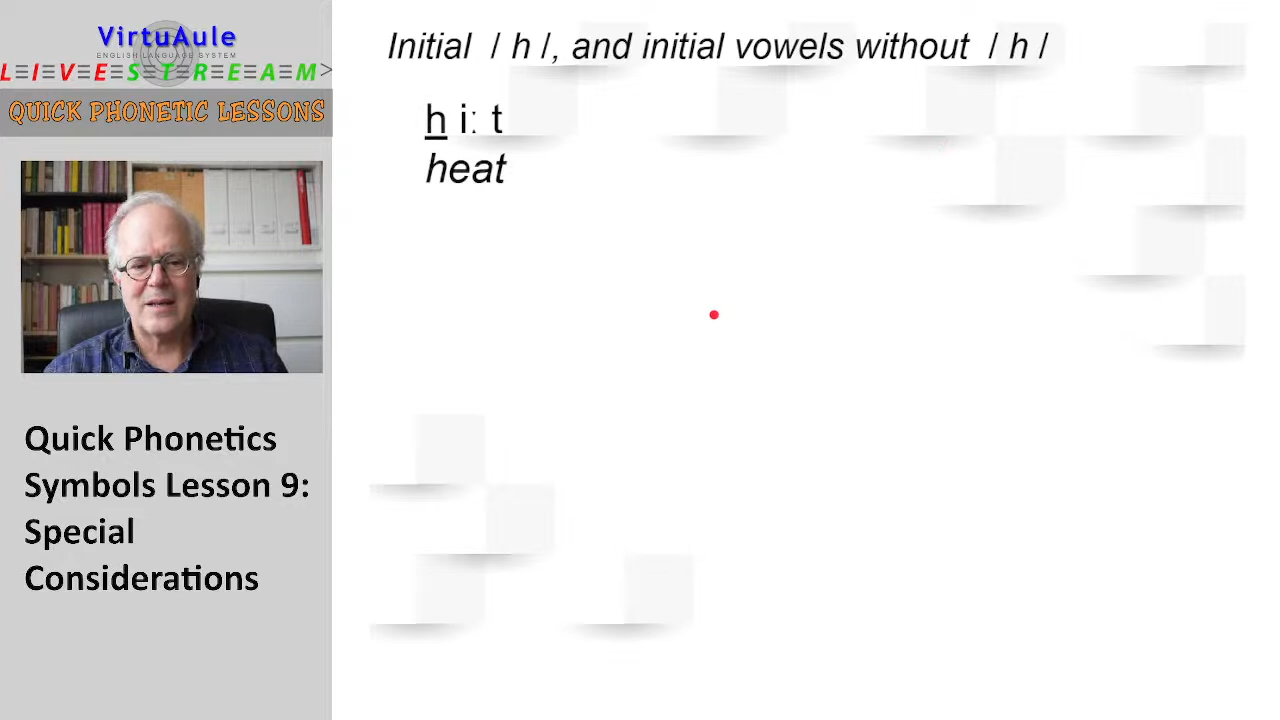 VirtuAule
ENGLISH LANGUAGE SYSTEM
LIVESTREAM>
QUICK PHONETIC LESSONS
Quick Phonetics
Symbols Lesson 9:
Special
Considerations
Initial / h /, and initial vowels without / h /
h iː t
heat